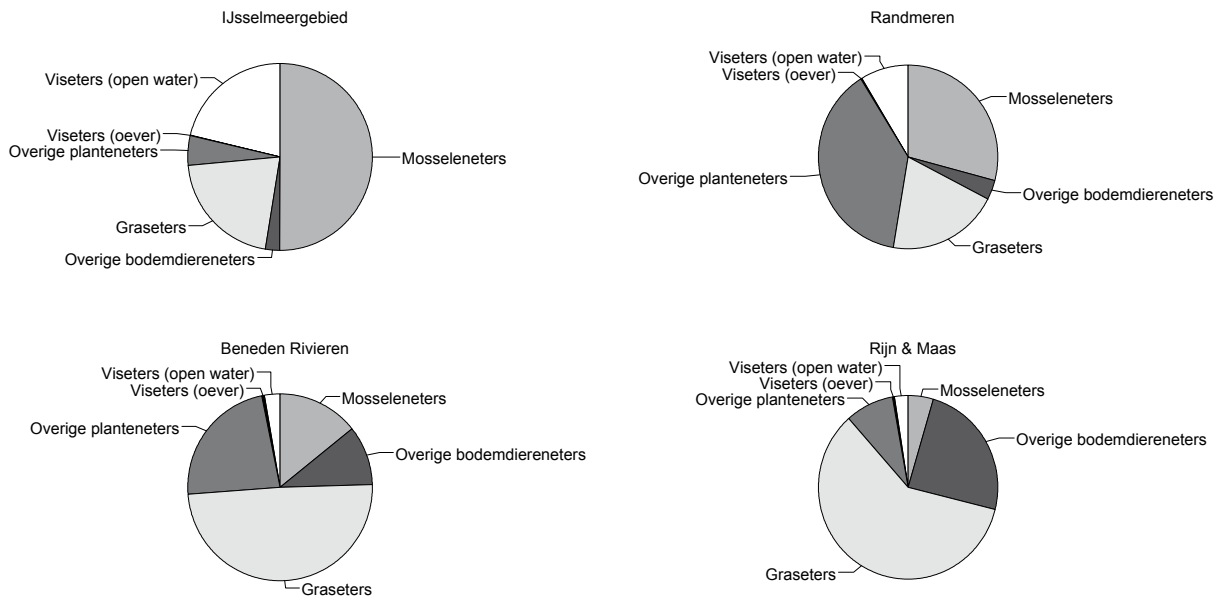 IJsselmeergebied
Viseters (open water)
Viseters (oever)
Overige planteneters
Mosseleneters
Graseters
Overige bodemdiereneters
Randmeren
Viseters (open water)
Viseters (oever)
Mosseleneters
Overige planteneters
Overige bodemdiereneters
Graseters
Beneden Rivieren
Viseters (open water)
Viseters (oever)
Mosseleneters
Overige planteneters
Overige bodemdiereneters
Graseters
Rijn & Maas
Viseters (open water)
Viseters (oever)
Mosseleneters
Overige planteneters
Overige bodemdiereneters
Graseters